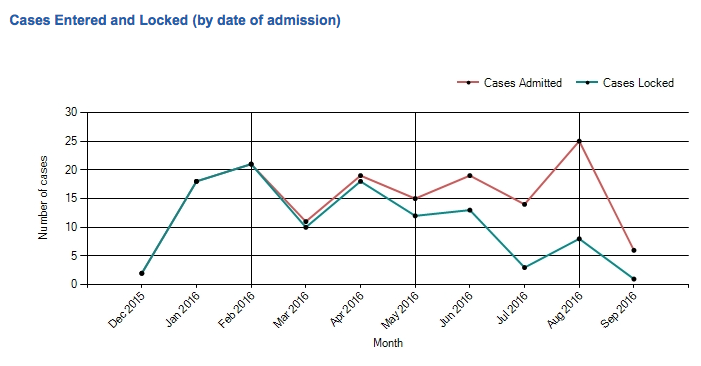 Cases Entered and Locked (by date of admission)
Cases Admitted
Cases Locked
Number of cases
30
25
20
15
10
5
0
Dec 2015
Jan 2016
Feb 2016
Mar 2016
Apr 2016
May 2016
Jun 2016
Jul 2016
Aug 2016
Sep 2016
Month